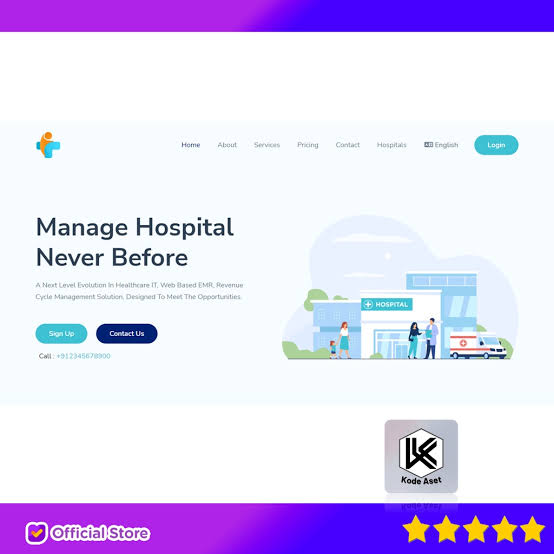 Home About Services Pricing Contact Hospitals English Login
Manage Hospital
Never Before
A Next Level Evolution In Healthcare IT, Web Based EMR, Revenue
Cycle Management Solution, Designed To Meet The Opportunities.
Sign Up Contact Us
Call : +912345678900
HOSPITAL
Kode Aset
Official Store